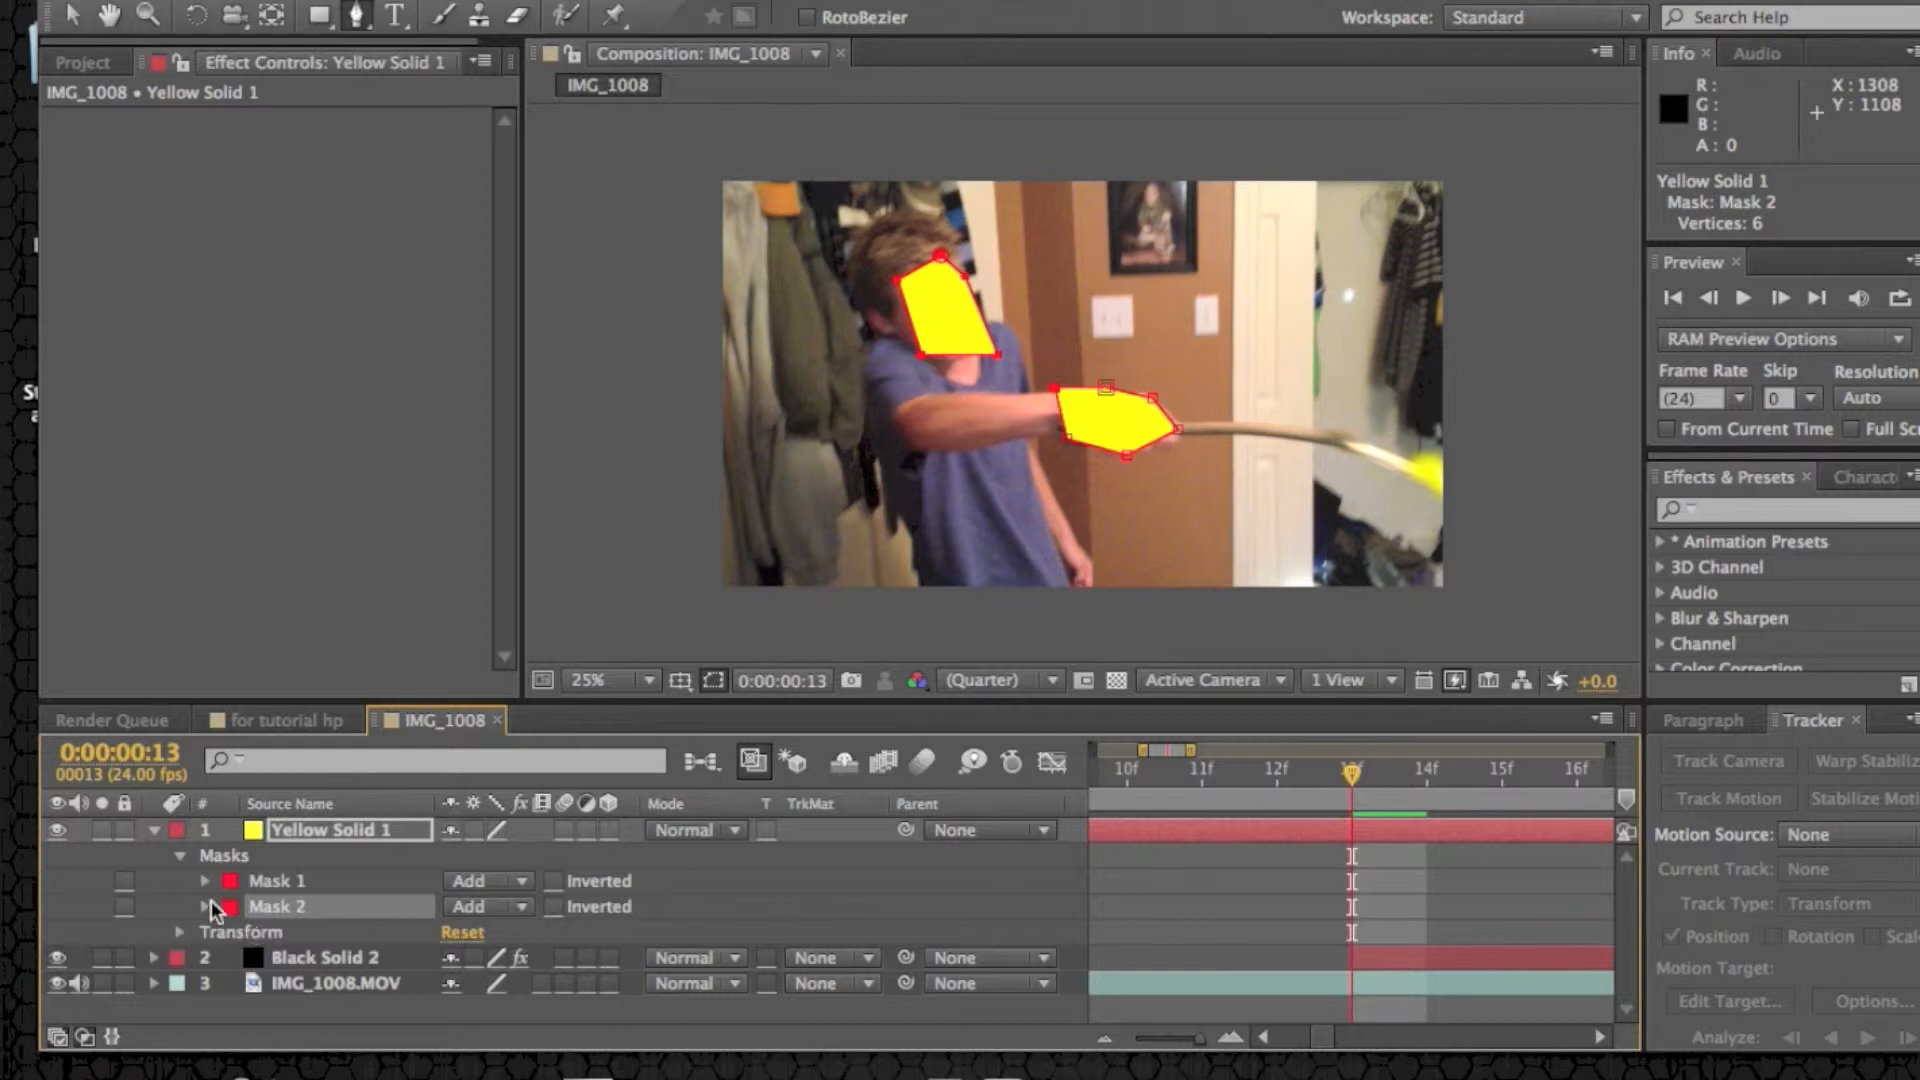 RotoBezier
Workspace: Standard
Search Help
Project
Effect Controls: Yellow Solid 1
IMG_1008 • Yellow Solid 1
Composition: IMG_1008
IMG_1008
Info
Audio
R :
G :
B :
A : 0
X : 1308
Y : 1108
Yellow Solid 1
Mask: Mask 2
Vertices: 6
Preview
RAM Preview Options
Frame Rate Skip Resolution
(24) 0 Auto
From Current Time Full Scr
Effects & Presets
Charact
* Animation Presets
3D Channel
Audio
Blur & Sharpen
Channel
Color Correction
25%
0:00:00:13
(Quarter)
Active Camera
1 View
+0.0
Render Queue
for tutorial hp
IMG_1008
0:00:00:13
00013 (24.00 fps)
10f 11f 12f 14f 15f 16f
# Source Name Mode T TrkMat Parent
1 Yellow Solid 1 Normal None
Masks
Mask 1 Add Inverted
Mask 2 Add Inverted
Transform Reset
2 Black Solid 2 fx Normal None None
3 IMG_1008.MOV Normal None None
Paragraph
Tracker
Track Camera Warp Stabiliz
Track Motion Stabilize Moti
Motion Source: None
Current Track: None
Track Type: Transform
Position Rotation Scal
Motion Target:
Edit Target... Options...
Analyze: